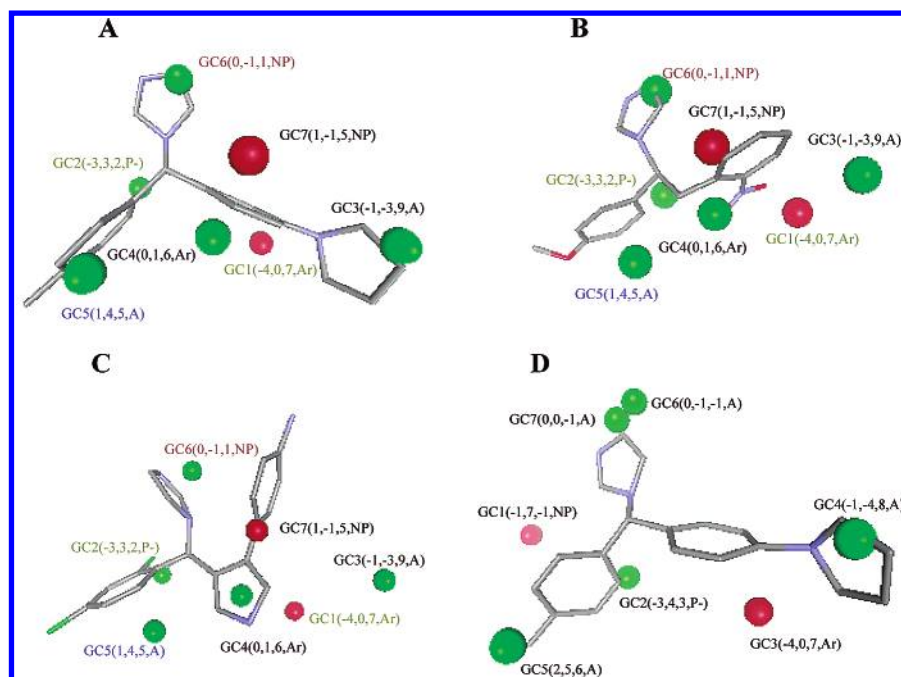 A
GC6(0,-1,1,NP)
GC7(1,-1,5,NP)
GC2(-3,3,2,P-)
GC3(-1,-3,9,A)
GC4(0,1,6,Ar)
GC1(-4,0,7,Ar)
GC5(1,4,5,A)
B
GC6(0,-1,1,NP)
GC7(1,-1,5,NP)
GC3(-1,-3,9,A)
GC2(-3,3,2,P-)
GC4(0,1,6,Ar)
GC1(-4,0,7,Ar)
GC5(1,4,5,A)
C
GC6(0,-1,1,NP)
GC7(1,-1,5,NP)
GC2(-3,3,2,P-)
GC3(-1,-3,9,A)
GC1(-4,0,7,Ar)
GC5(1,4,5,A)
GC4(0,1,6,Ar)
D
GC6(0,-1,-1,A)
GC7(0,0,-1,A)
GC4(-1,-4,8,A)
GC1(-1,7,-1,NP)
GC2(-3,4,3,P-)
GC3(-4,0,7,Ar)
GC5(2,5,6,A)